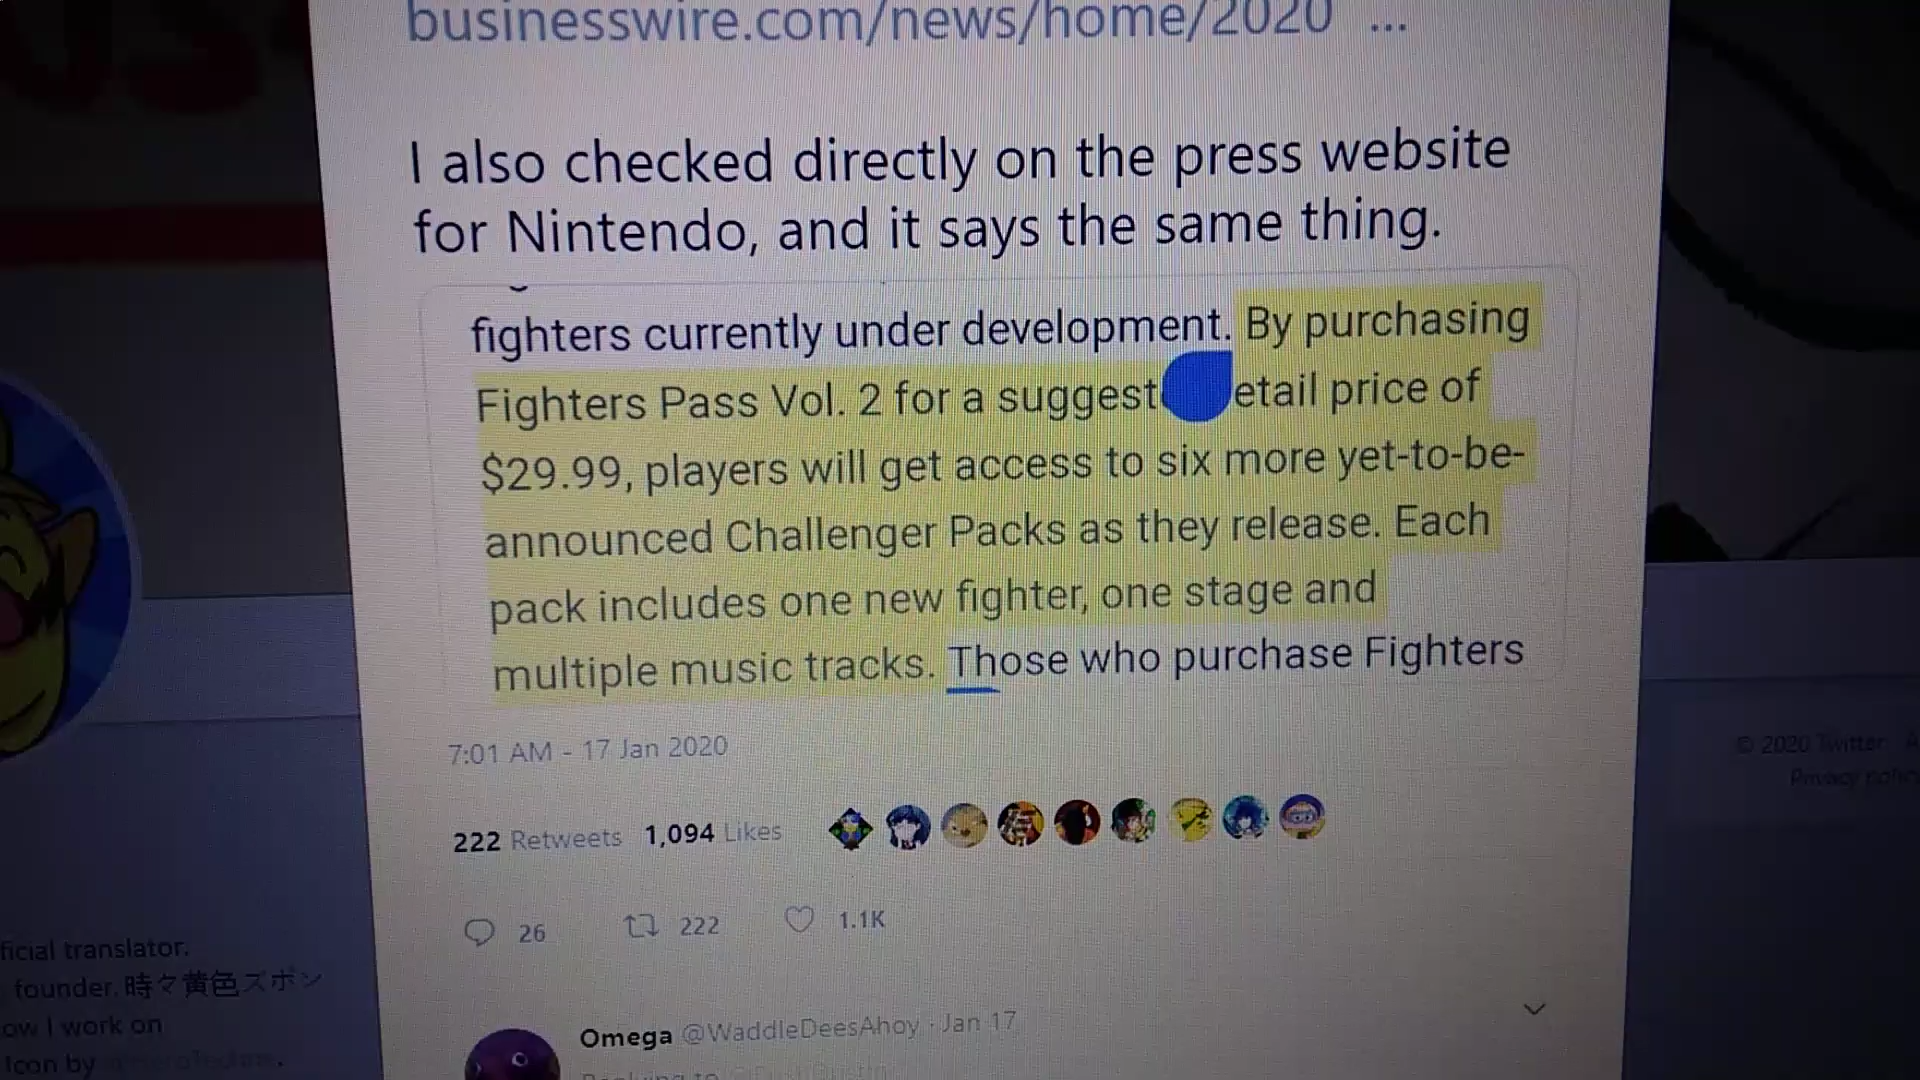 businesswire.com/news/home/2020 ...
I also checked directly on the press website
for Nintendo, and it says the same thing.
fighters currently under development. By purchasing
Fighters Pass Vol. 2 for a suggest etail price of
$29.99, players will get access to six more yet-to-be-
announced Challenger Packs as they release. Each
pack includes one new fighter, one stage and
multiple music tracks. Those who purchase Fighters
7:01 AM - 17 Jan 2020
222 Retweets 1,094 Likes
26 222 1.1K
Omega @WaddleDeesAhoy · Jan 17
© 2020 Twitter A
Privacy polic
ficial translator.
founder. 時々黄色ズボン
ow I work on
Icon by